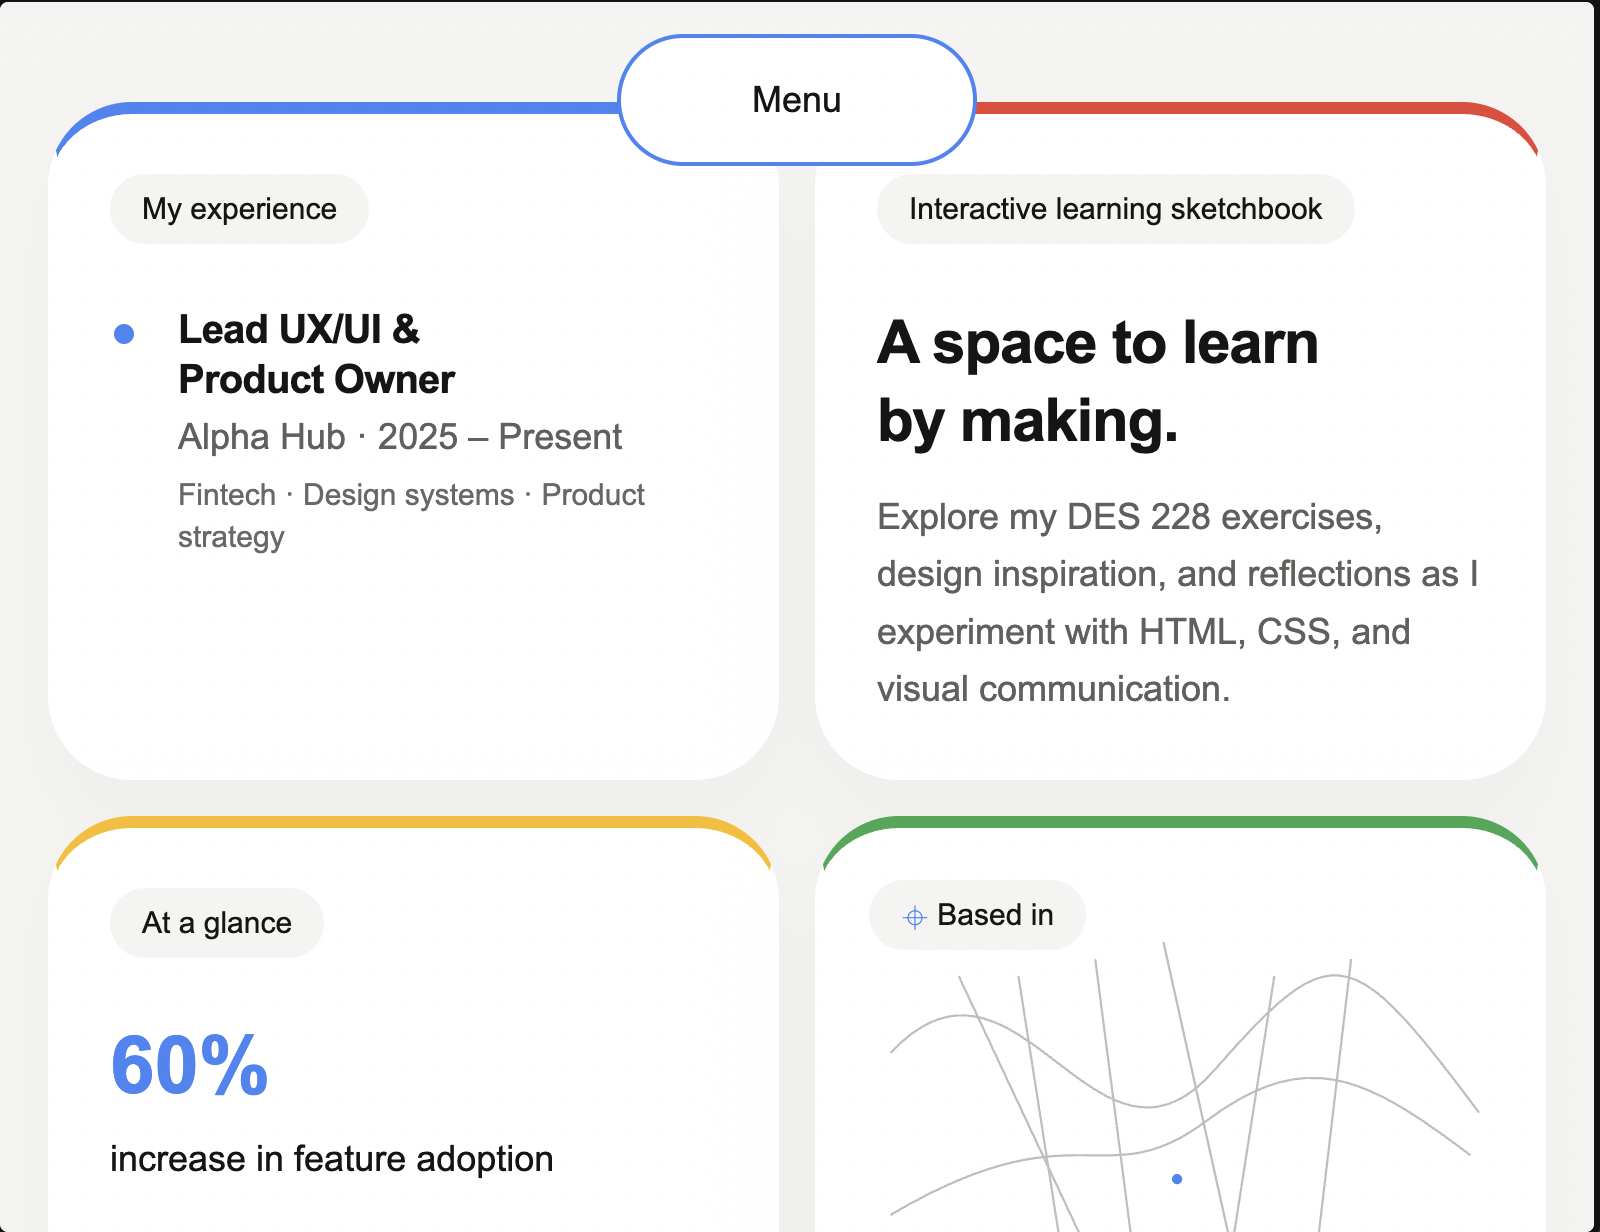 Menu
My experience
Lead UX/UI &
Product Owner
Alpha Hub · 2025 – Present
Fintech · Design systems · Product
strategy
Interactive learning sketchbook
A space to learn
by making.
Explore my DES 228 exercises,
design inspiration, and reflections as I
experiment with HTML, CSS, and
visual communication.
At a glance
60%
increase in feature adoption
Based in